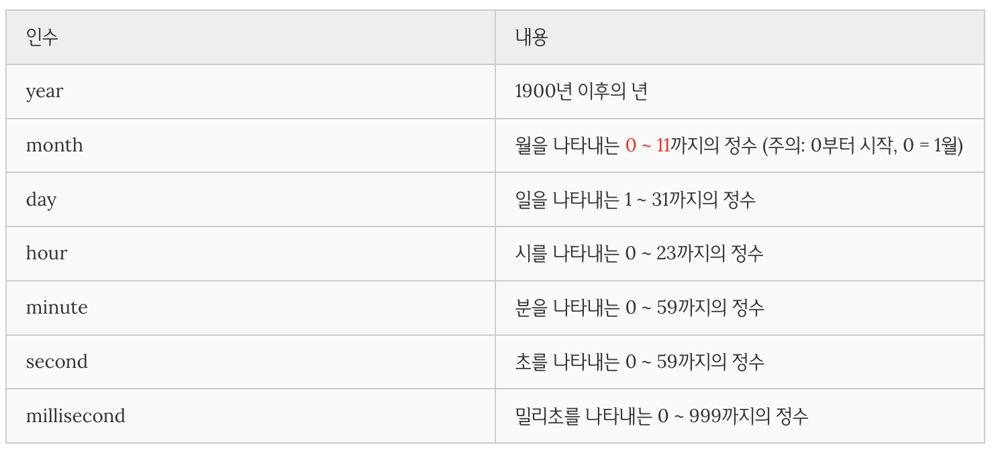 인수 내용
year 1900년 이후의 년
month 월을 나타내는 0 ~ 11까지의 정수 (주의: 0부터 시작, 0 = 1월)
day 일을 나타내는 1 ~ 31까지의 정수
hour 시를 나타내는 0 ~ 23까지의 정수
minute 분을 나타내는 0 ~ 59까지의 정수
second 초를 나타내는 0 ~ 59까지의 정수
millisecond 밀리초를 나타내는 0 ~ 999까지의 정수